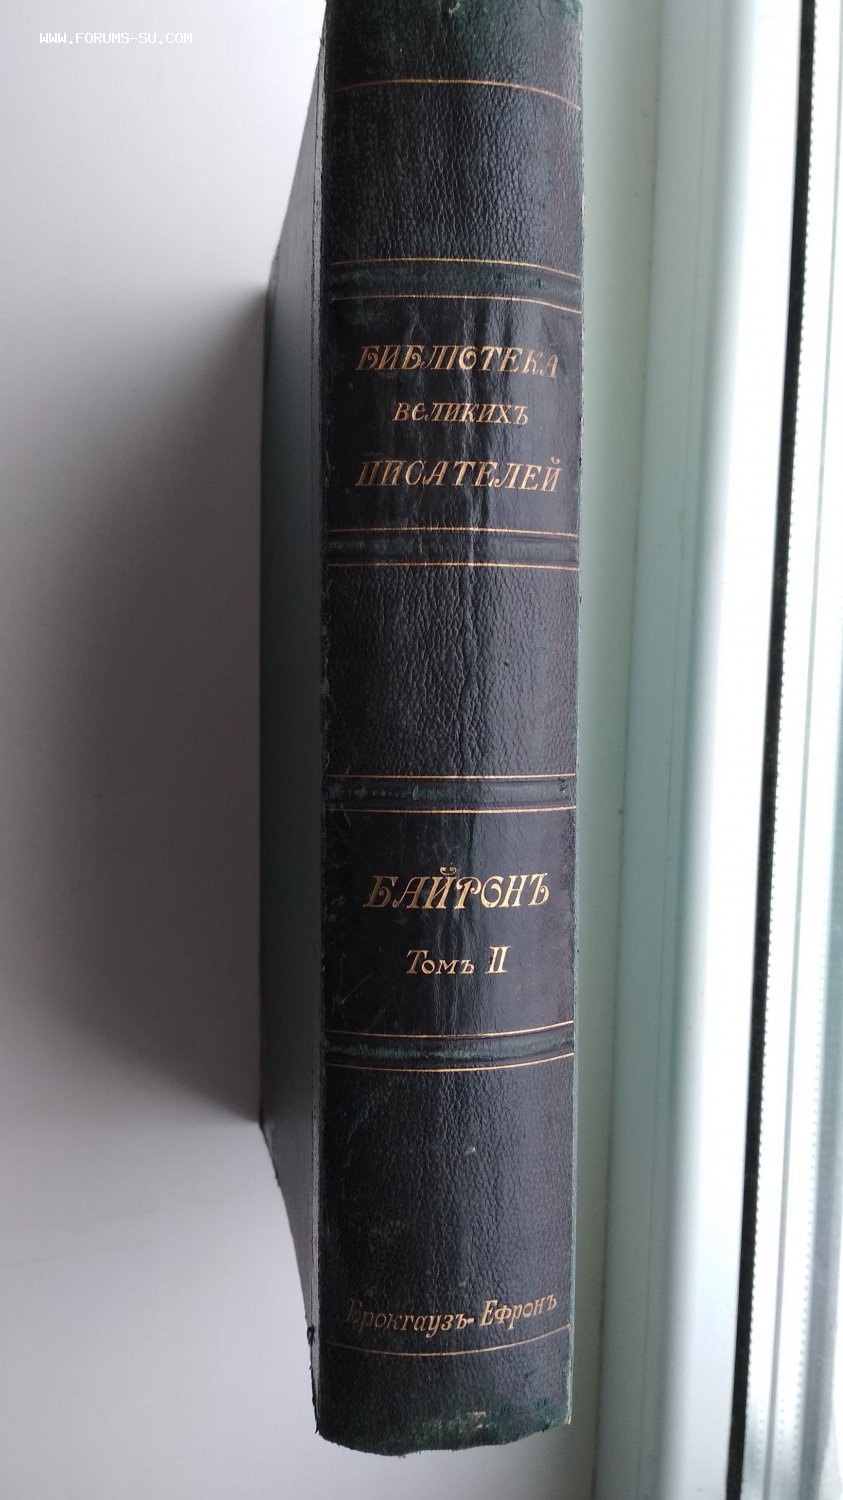 WWW.FORUMS-SU.COM
БИБЛІОТЕКА
ВЕЛИКИХЪ
ПИСАТЕЛЕЙ
БАЙРОНЪ
Томъ II
Брокгаузъ-Ефронъ